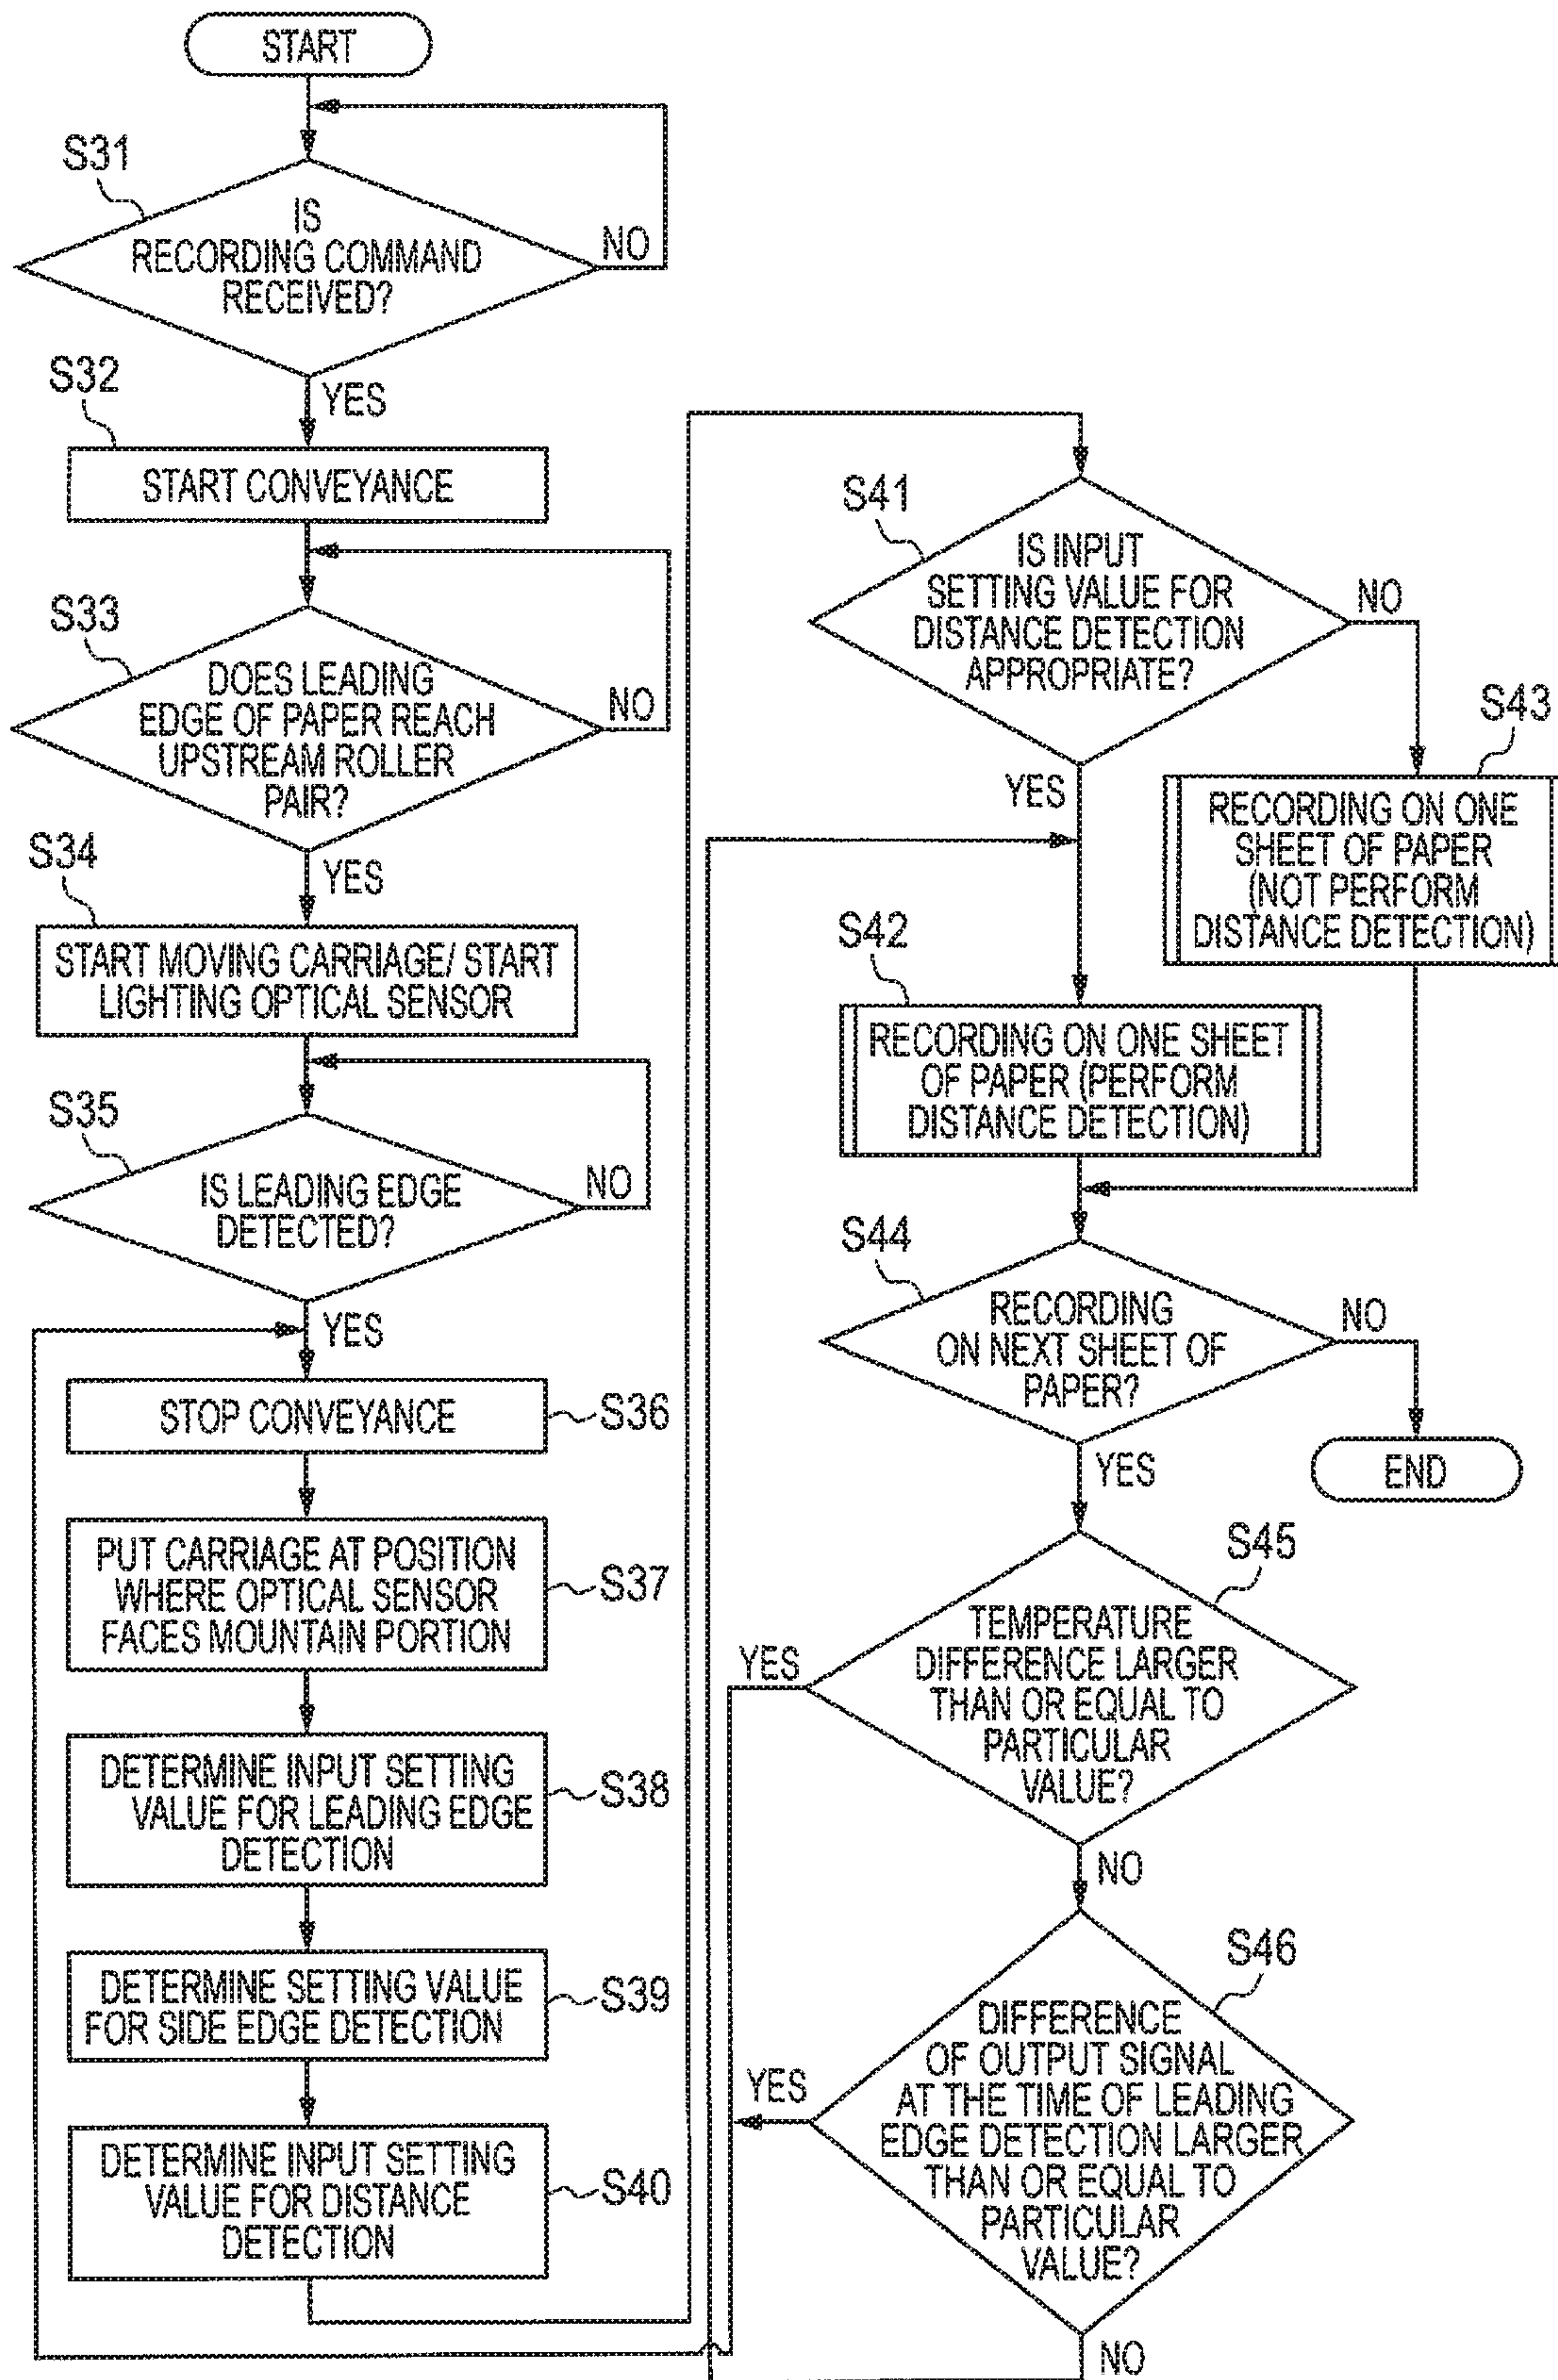 START
S31
IS
RECORDING COMMAND
RECEIVED?
NO
YES
S32
START CONVEYANCE
S33
DOES LEADING
EDGE OF PAPER REACH
UPSTREAM ROLLER
PAIR?
NO
YES
S34
START MOVING CARRIAGE/ START
LIGHTING OPTICAL SENSOR
S35
IS LEADING EDGE
DETECTED?
NO
YES
STOP CONVEYANCE
S36
PUT CARRIAGE AT POSITION
WHERE OPTICAL SENSOR
FACES MOUNTAIN PORTION
S37
DETERMINE INPUT SETTING
VALUE FOR LEADING EDGE
DETECTION
S38
DETERMINE SETTING VALUE
FOR SIDE EDGE DETECTION
S39
DETERMINE INPUT SETTING
VALUE FOR DISTANCE
DETECTION
S40
S41
IS INPUT
SETTING VALUE FOR
DISTANCE DETECTION
APPROPRIATE?
NO
YES
S43
RECORDING ON ONE
SHEET OF PAPER
(NOT PERFORM
DISTANCE DETECTION)
S42
RECORDING ON ONE SHEET
OF PAPER (PERFORM
DISTANCE DETECTION)
S44
RECORDING
ON NEXT SHEET OF
PAPER?
NO
END
YES
S45
TEMPERATURE
DIFFERENCE LARGER
THAN OR EQUAL TO
PARTICULAR
VALUE?
YES
NO
S46
DIFFERENCE
OF OUTPUT SIGNAL
AT THE TIME OF LEADING
EDGE DETECTION LARGER
THAN OR EQUAL TO
PARTICULAR
VALUE?
YES
NO